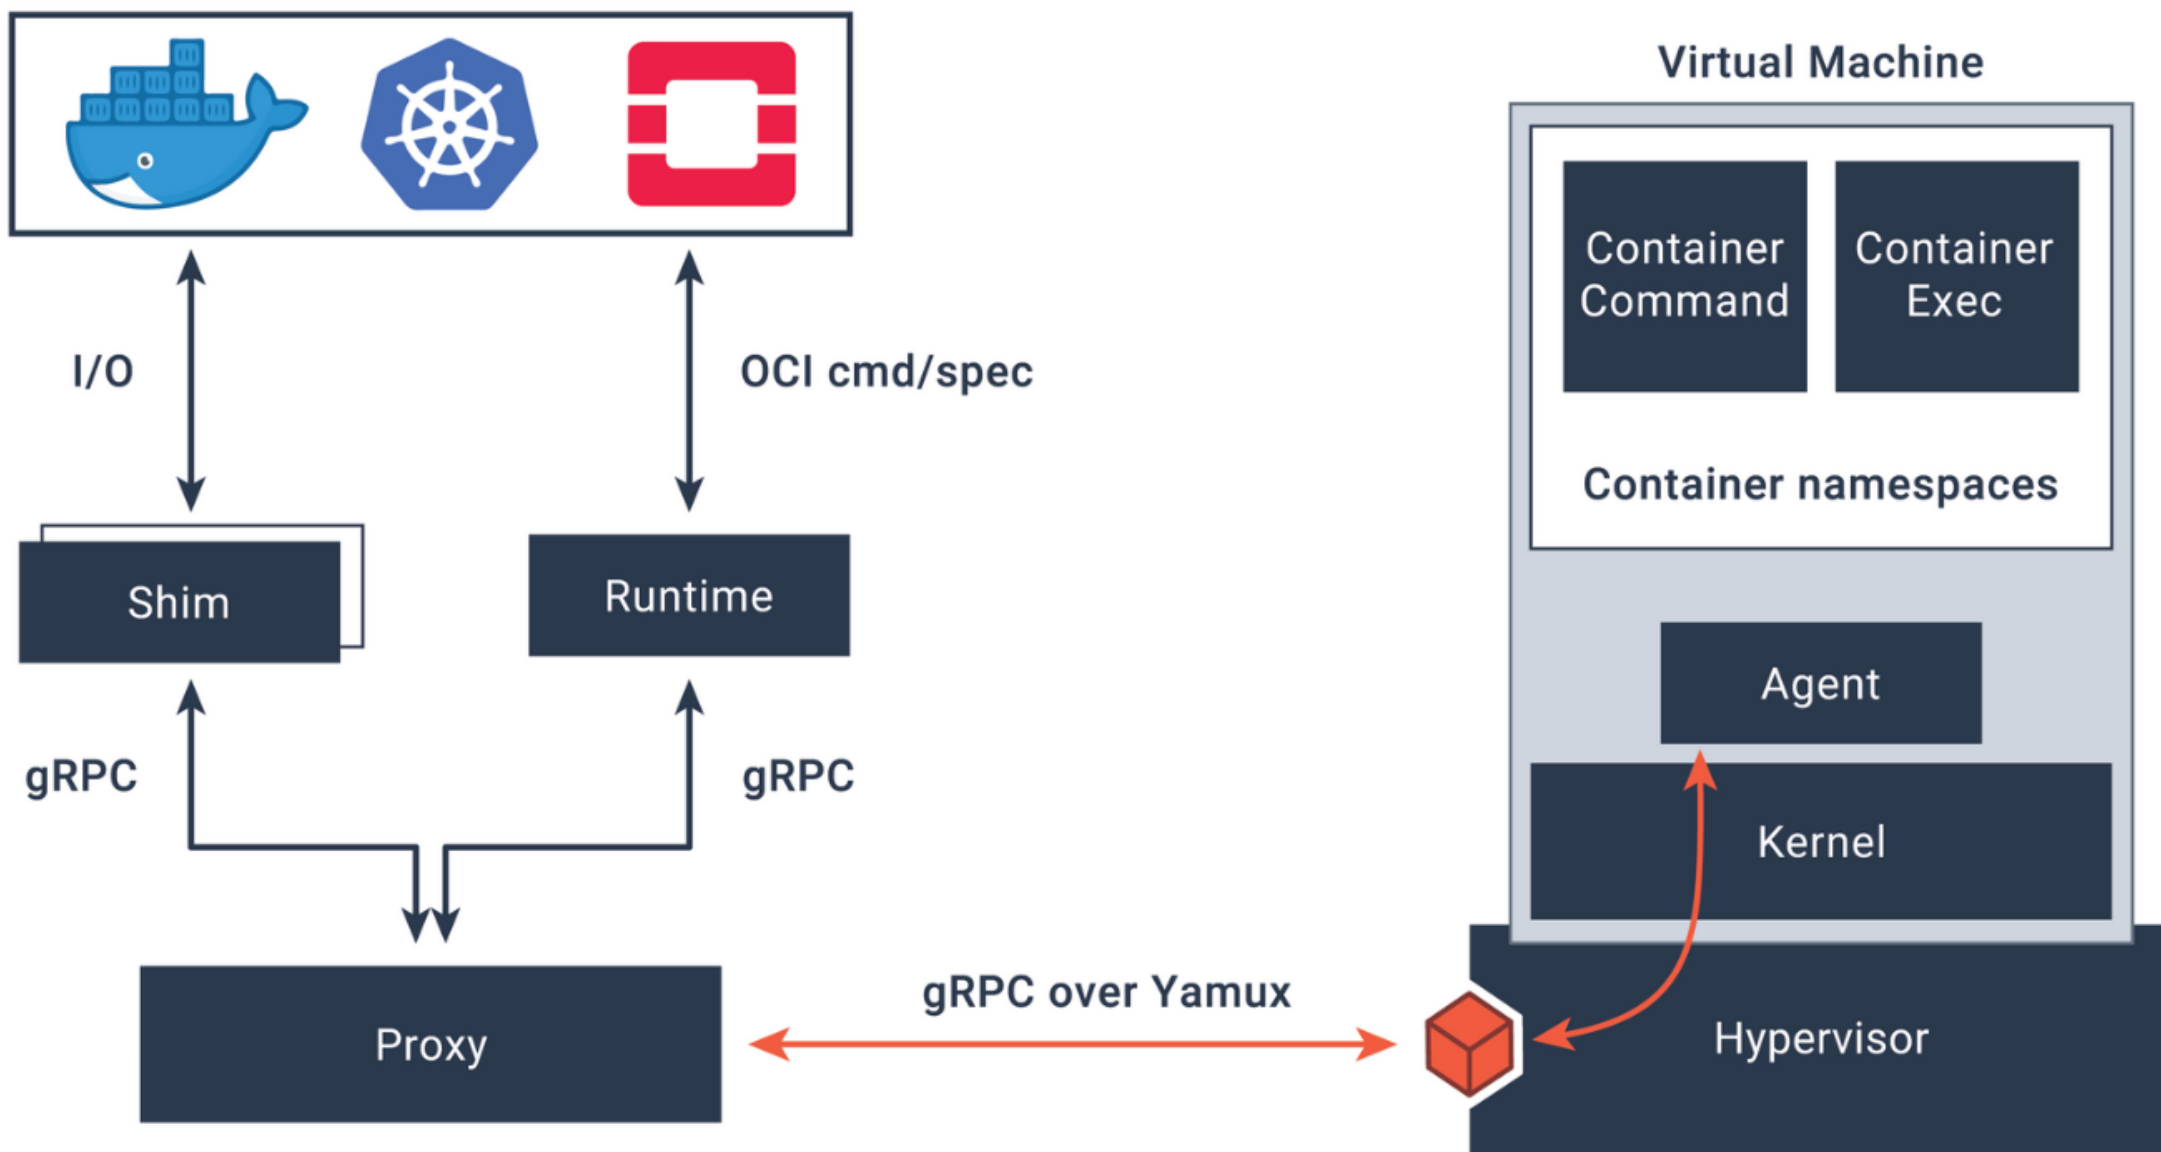 Virtual Machine
Container
Command
Container
Exec
I/O
OCI cmd/spec
Container namespaces
Shim
Runtime
Agent
gRPC
gRPC
Kernel
gRPC over Yamux
Proxy
Hypervisor